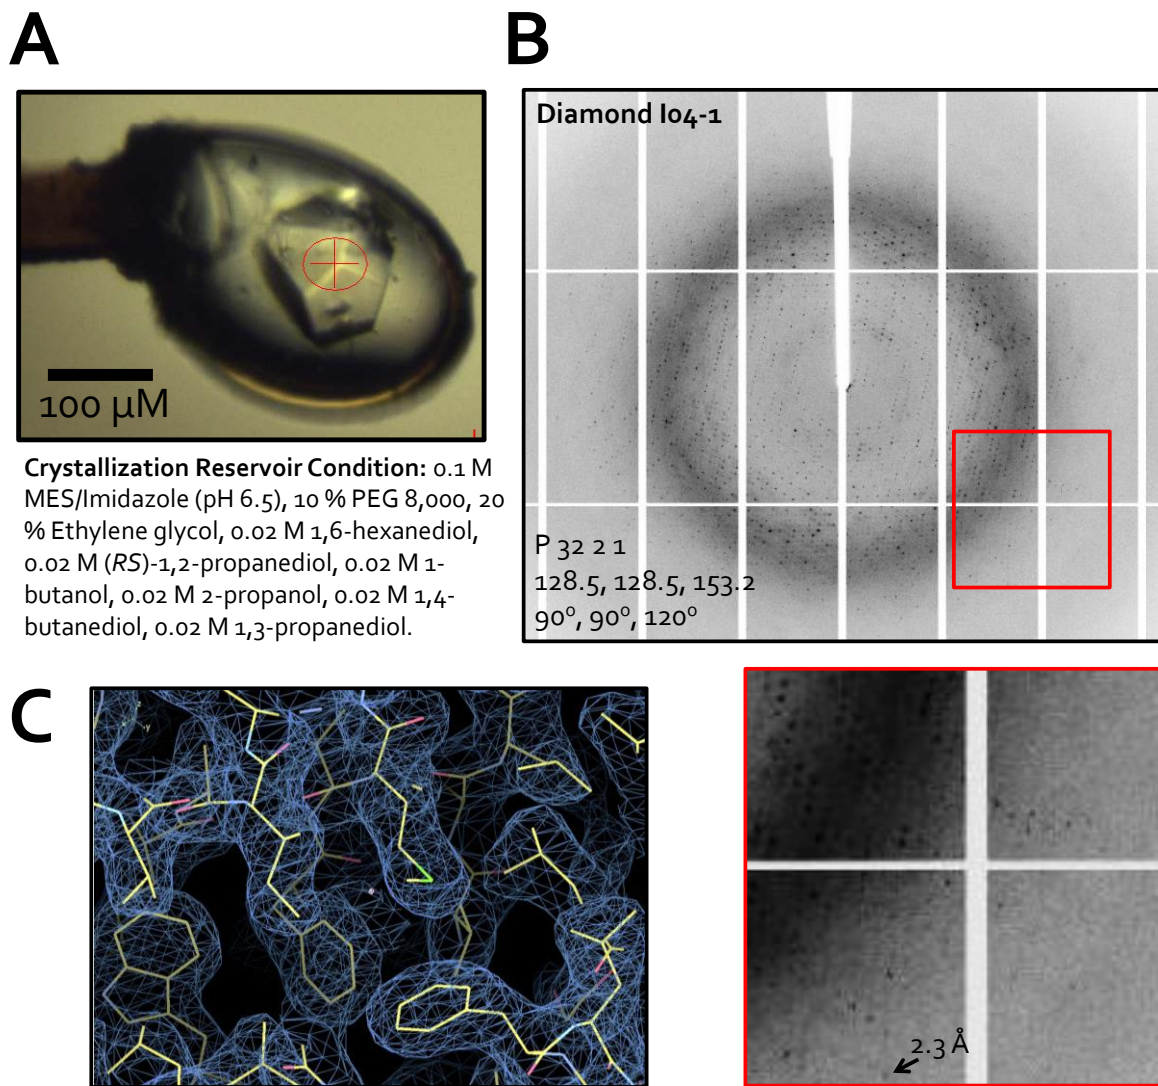 A
B
Diamond I04-1
100 µM
Crystallization Reservoir Condition: 0.1 M
MES/Imidazole (pH 6.5), 10 % PEG 8,000, 20
% Ethylene glycol, 0.02 M 1,6-hexanediol,
0.02 M (RS)-1,2-propanediol, 0.02 M 1-
butanol, 0.02 M 2-propanol, 0.02 M 1,4-
butanediol, 0.02 M 1,3-propanediol.
P 32 2 1
128.5, 128.5, 153.2
90°, 90°, 120°
C
2.3 Å